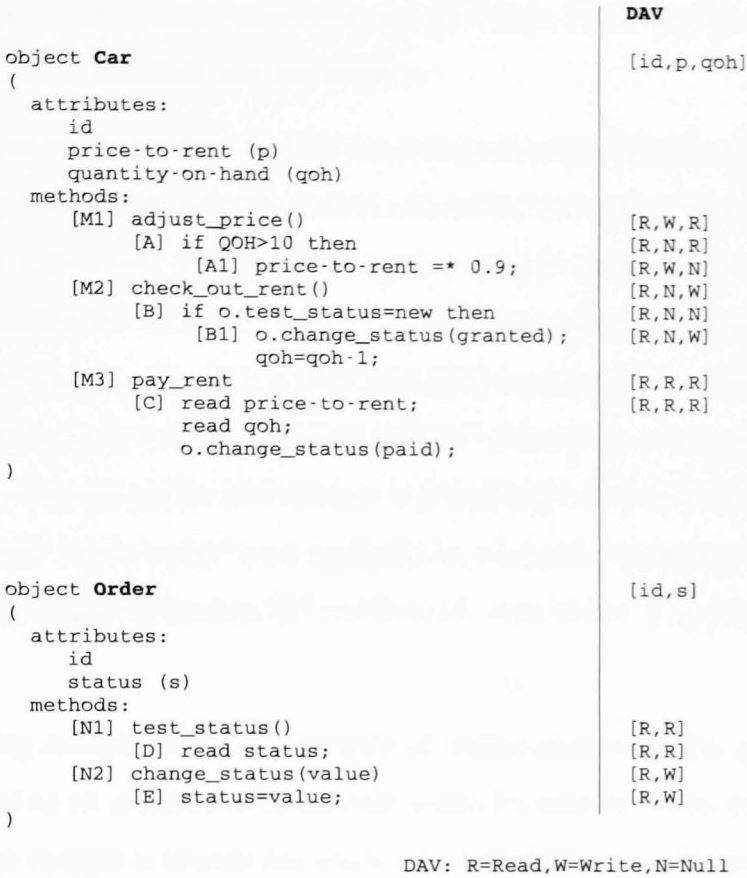 DAV
object Car [id,p,qoh]
(
attributes:
id
price-to-rent (p)
quantity-on-hand (qoh)
methods:
[M1] adjust_price() [R,W,R]
[A] if QOH>10 then [R,N,R]
[A1] price-to-rent =* 0.9; [R,W,N]
[M2] check_out_rent() [R,N,W]
[B] if o.test_status=new then [R,N,N]
[B1] o.change_status(granted); [R,N,W]
qoh=qoh-1;
[M3] pay_rent [R,R,R]
[C] read price-to-rent; [R,R,R]
read qoh;
o.change_status(paid);
)
object Order [id,s]
(
attributes:
id
status (s)
methods:
[N1] test_status() [R,R]
[D] read status; [R,R]
[N2] change_status(value) [R,W]
[E] status=value; [R,W]
)
DAV: R=Read,W=Write,N=Null